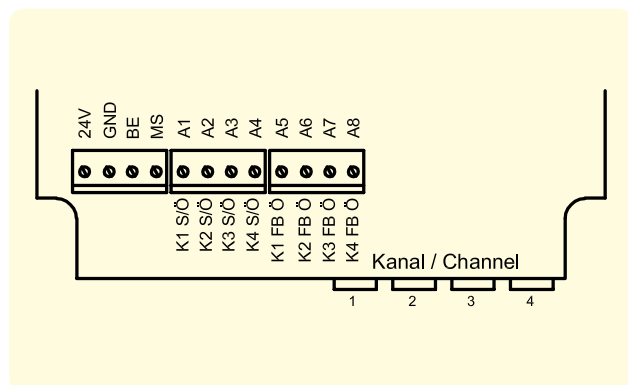 24V GND BE MS A1 A2 A3 A4 A5 A6 A7 A8
K1 S/Ö K2 S/Ö K3 S/Ö K4 S/Ö K1 FB Ö K2 FB Ö K3 FB Ö K4 FB Ö
Kanal / Channel
1 2 3 4